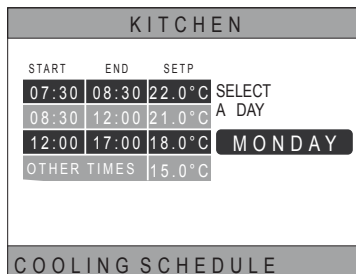 KITCHEN
START END SETP
07:30 08:30 22.0°C
08:30 12:00 21.0°C
12:00 17:00 18.0°C
OTHER TIMES 15.0°C
SELECT
A DAY
MONDAY
COOLING SCHEDULE